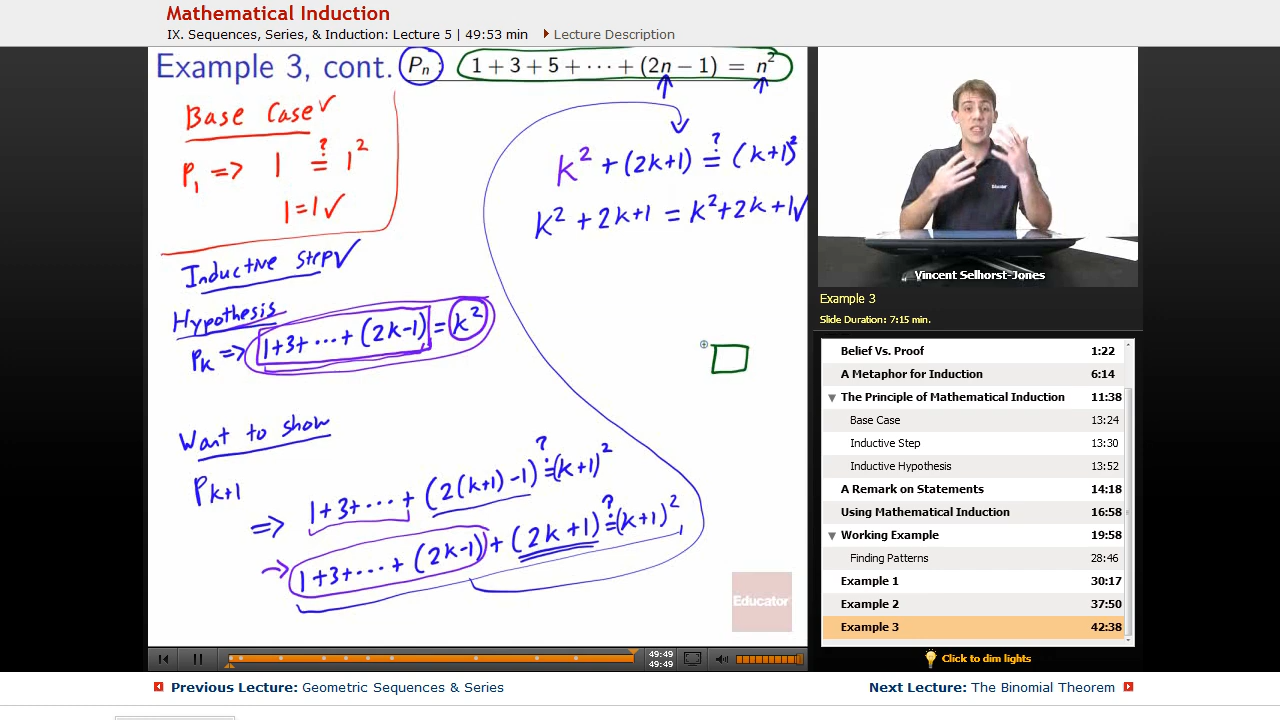 Mathematical Induction
IX. Sequences, Series, & Induction: Lecture 5 | 49:53 min
Lecture Description
Example 3, cont. Pₙ: 1 + 3 + 5 + ⋯ + (2n − 1) = n²
Base Case ✓
P₁ => 1 ≟ 1²
1=1 ✓
Inductive Step ✓
Hypothesis
Pₖ => 1+3+⋯+(2k-1) = k²
Want to show
Pₖ₊₁
=> 1+3+⋯+(2(k+1)-1) ≟ (k+1)²
→ 1+3+⋯+(2k-1)+(2k+1) ≟ (k+1)²
k² + (2k+1) ≟ (k+1)²
k² + 2k+1 = k²+2k+1 ✓
Educator
Educator
Vincent Selhorst-Jones
Example 3
Slide Duration: 7:15 min.
Belief Vs. Proof 1:22
A Metaphor for Induction 6:14
The Principle of Mathematical Induction 11:38
Base Case 13:24
Inductive Step 13:30
Inductive Hypothesis 13:52
A Remark on Statements 14:18
Using Mathematical Induction 16:58
Working Example 19:58
Finding Patterns 28:46
Example 1 30:17
Example 2 37:50
Example 3 42:38
49:49
49:49
Click to dim lights
Previous Lecture: Geometric Sequences & Series
Next Lecture: The Binomial Theorem